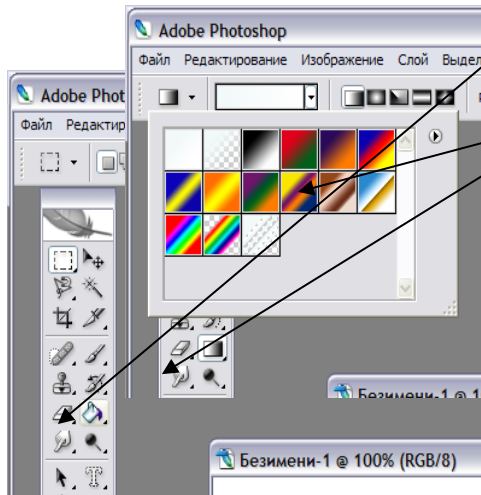 Adobe Photoshop
Файл Редактирование Изображение Слой Выдел
Adobe Phot
Файл Редактир
Безимени-1 @ 1
Безимени-1 @ 100% (RGB/8)